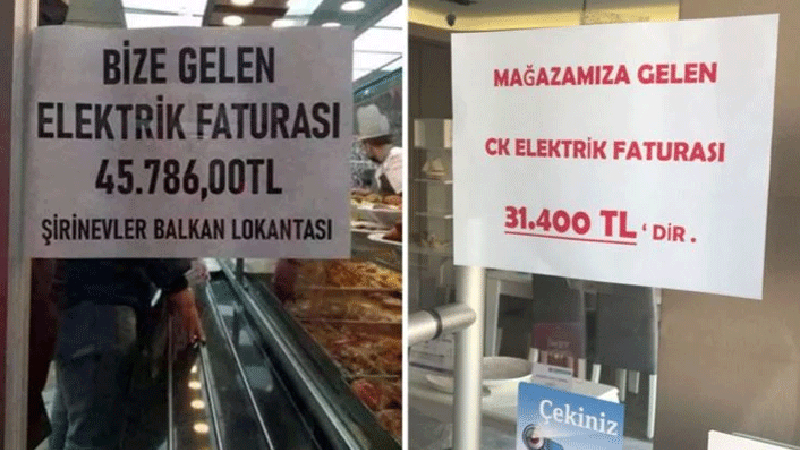 BİZE GELEN
ELEKTRİK FATURASI
45.786,00TL
ŞİRİNEVLER BALKAN LOKANTASI
MAĞAZAMIZA GELEN
CK ELEKTRİK FATURASI
31.400 TL 'DİR.
Çekiniz